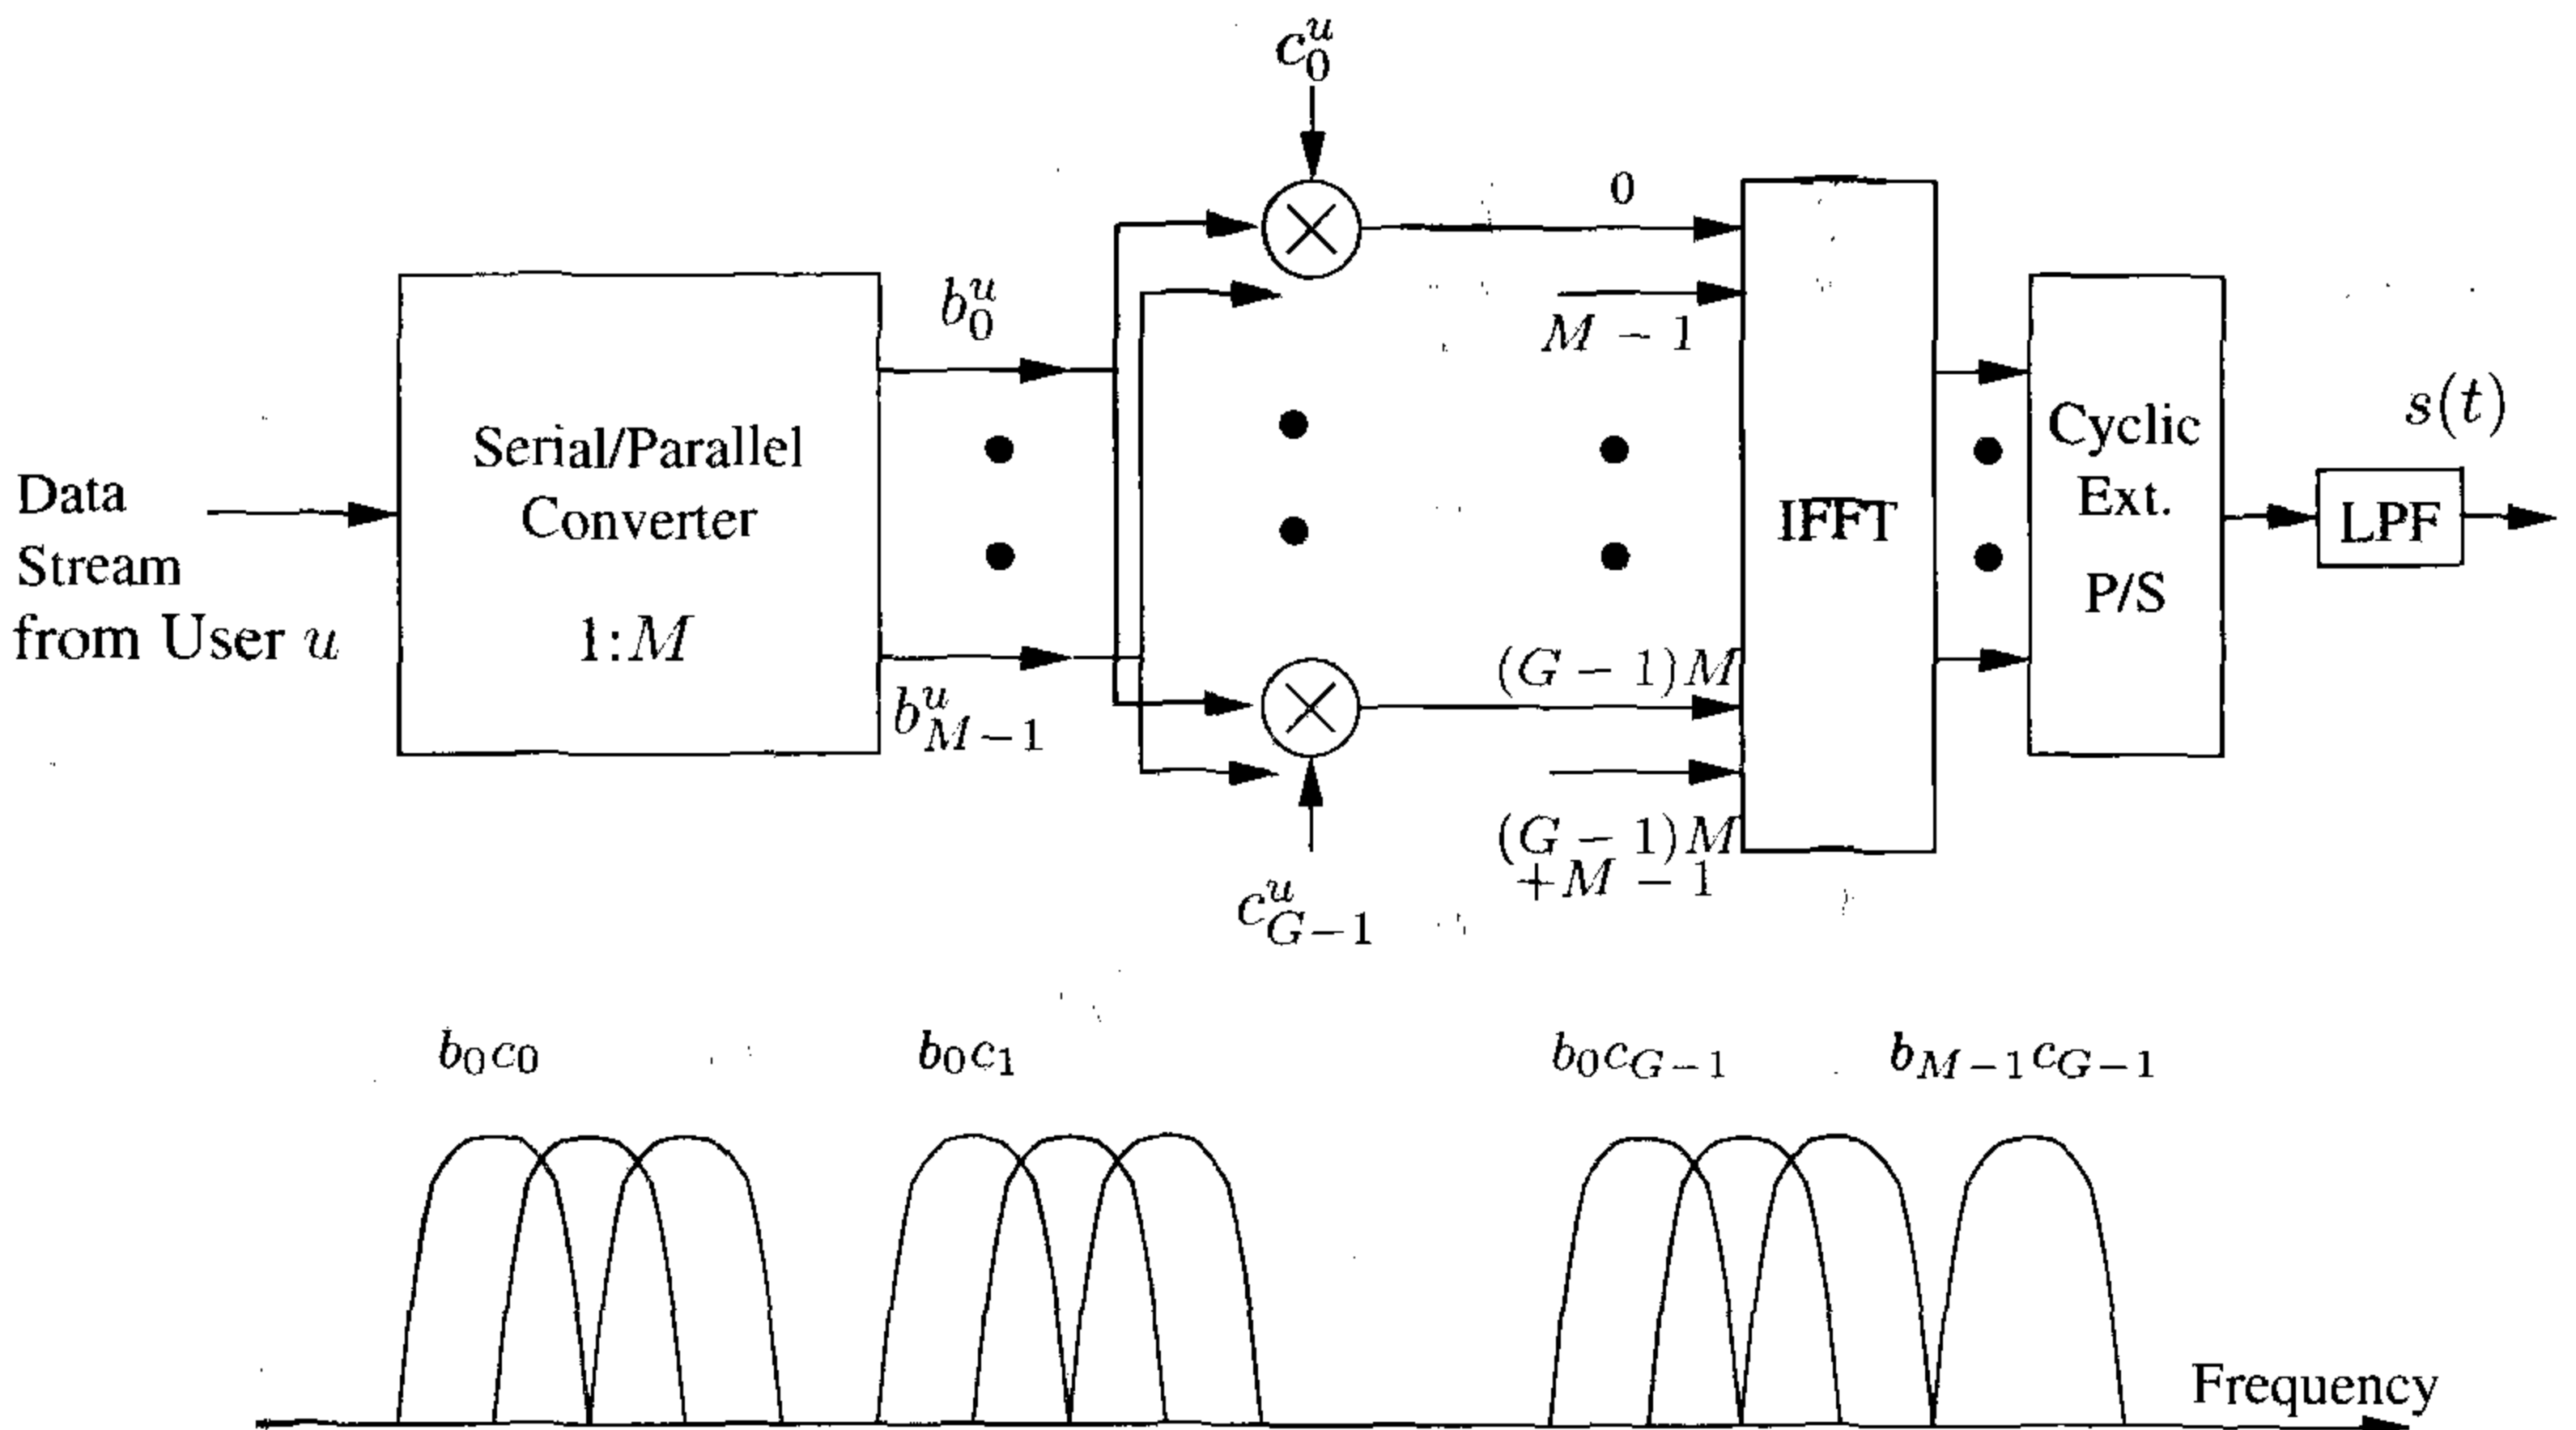 c_0^u
0
M − 1
b_0^u
Serial/Parallel
Converter
1:M
Data
Stream
from User u
b_{M−1}^u
(G − 1)M
(G − 1)M
+M − 1
c_{G−1}^u
IFFT
Cyclic
Ext.
P/S
LPF
s(t)
b_0c_0
b_0c_1
b_0c_{G−1}
b_{M−1}c_{G−1}
Frequency